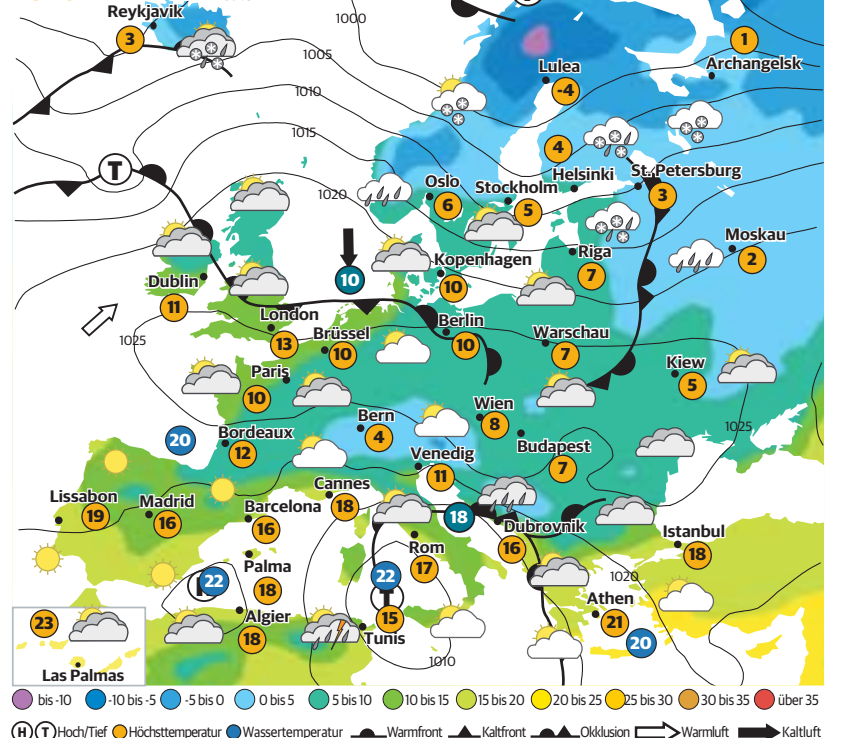 Reykjavik
3
1000
1005
1010
1015
1020
1
Archangelsk
Lulea
-4
4
T
Oslo
6
Stockholm
5
Helsinki
St. Petersburg
3
Moskau
2
Riga
7
Kopenhagen
10
10
Dublin
11
London
13
Brüssel
10
Berlin
10
Warschau
7
Kiew
5
1025
Paris
10
Bern
4
Wien
8
Budapest
7
1025
20
Bordeaux
12
Venedig
11
Cannes
18
Lissabon
19
Madrid
16
Barcelona
16
18
Dubrovnik
16
Istanbul
18
Rom
17
Palma
18
22
22
T
15
Tunis
Algier
18
1020
Athen
21
20
1010
23
Las Palmas
bis -10
-10 bis -5
-5 bis 0
0 bis 5
5 bis 10
10 bis 15
15 bis 20
20 bis 25
25 bis 30
30 bis 35
über 35
H T Hoch/Tief Höchsttemperatur Wassertemperatur Warmfront Kaltfront Okklusion Warmluft Kaltluft